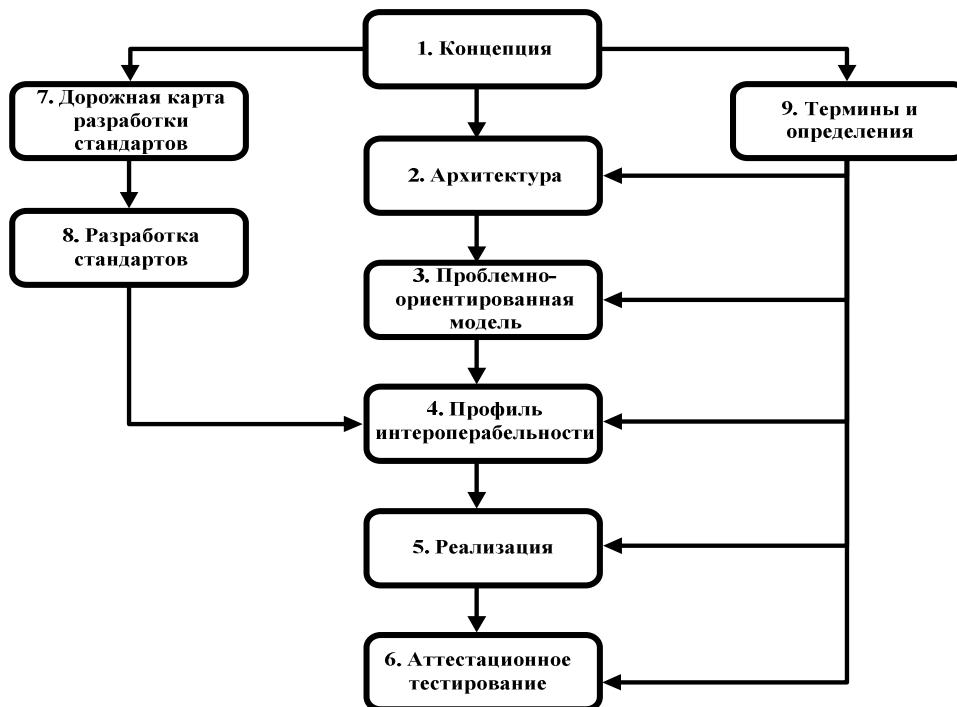 1. Концепция
7. Дорожная карта
разработки
стандартов
9. Термины и
определения
2. Архитектура
8. Разработка
стандартов
3. Проблемно-
ориентированная
модель
4. Профиль
интероперабельности
5. Реализация
6. Аттестационное
тестирование